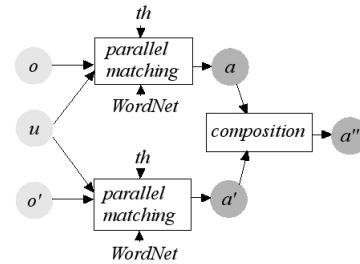 th
o
parallel
matching
a
WordNet
u
composition
a''
th
o'
parallel
matching
a'
WordNet